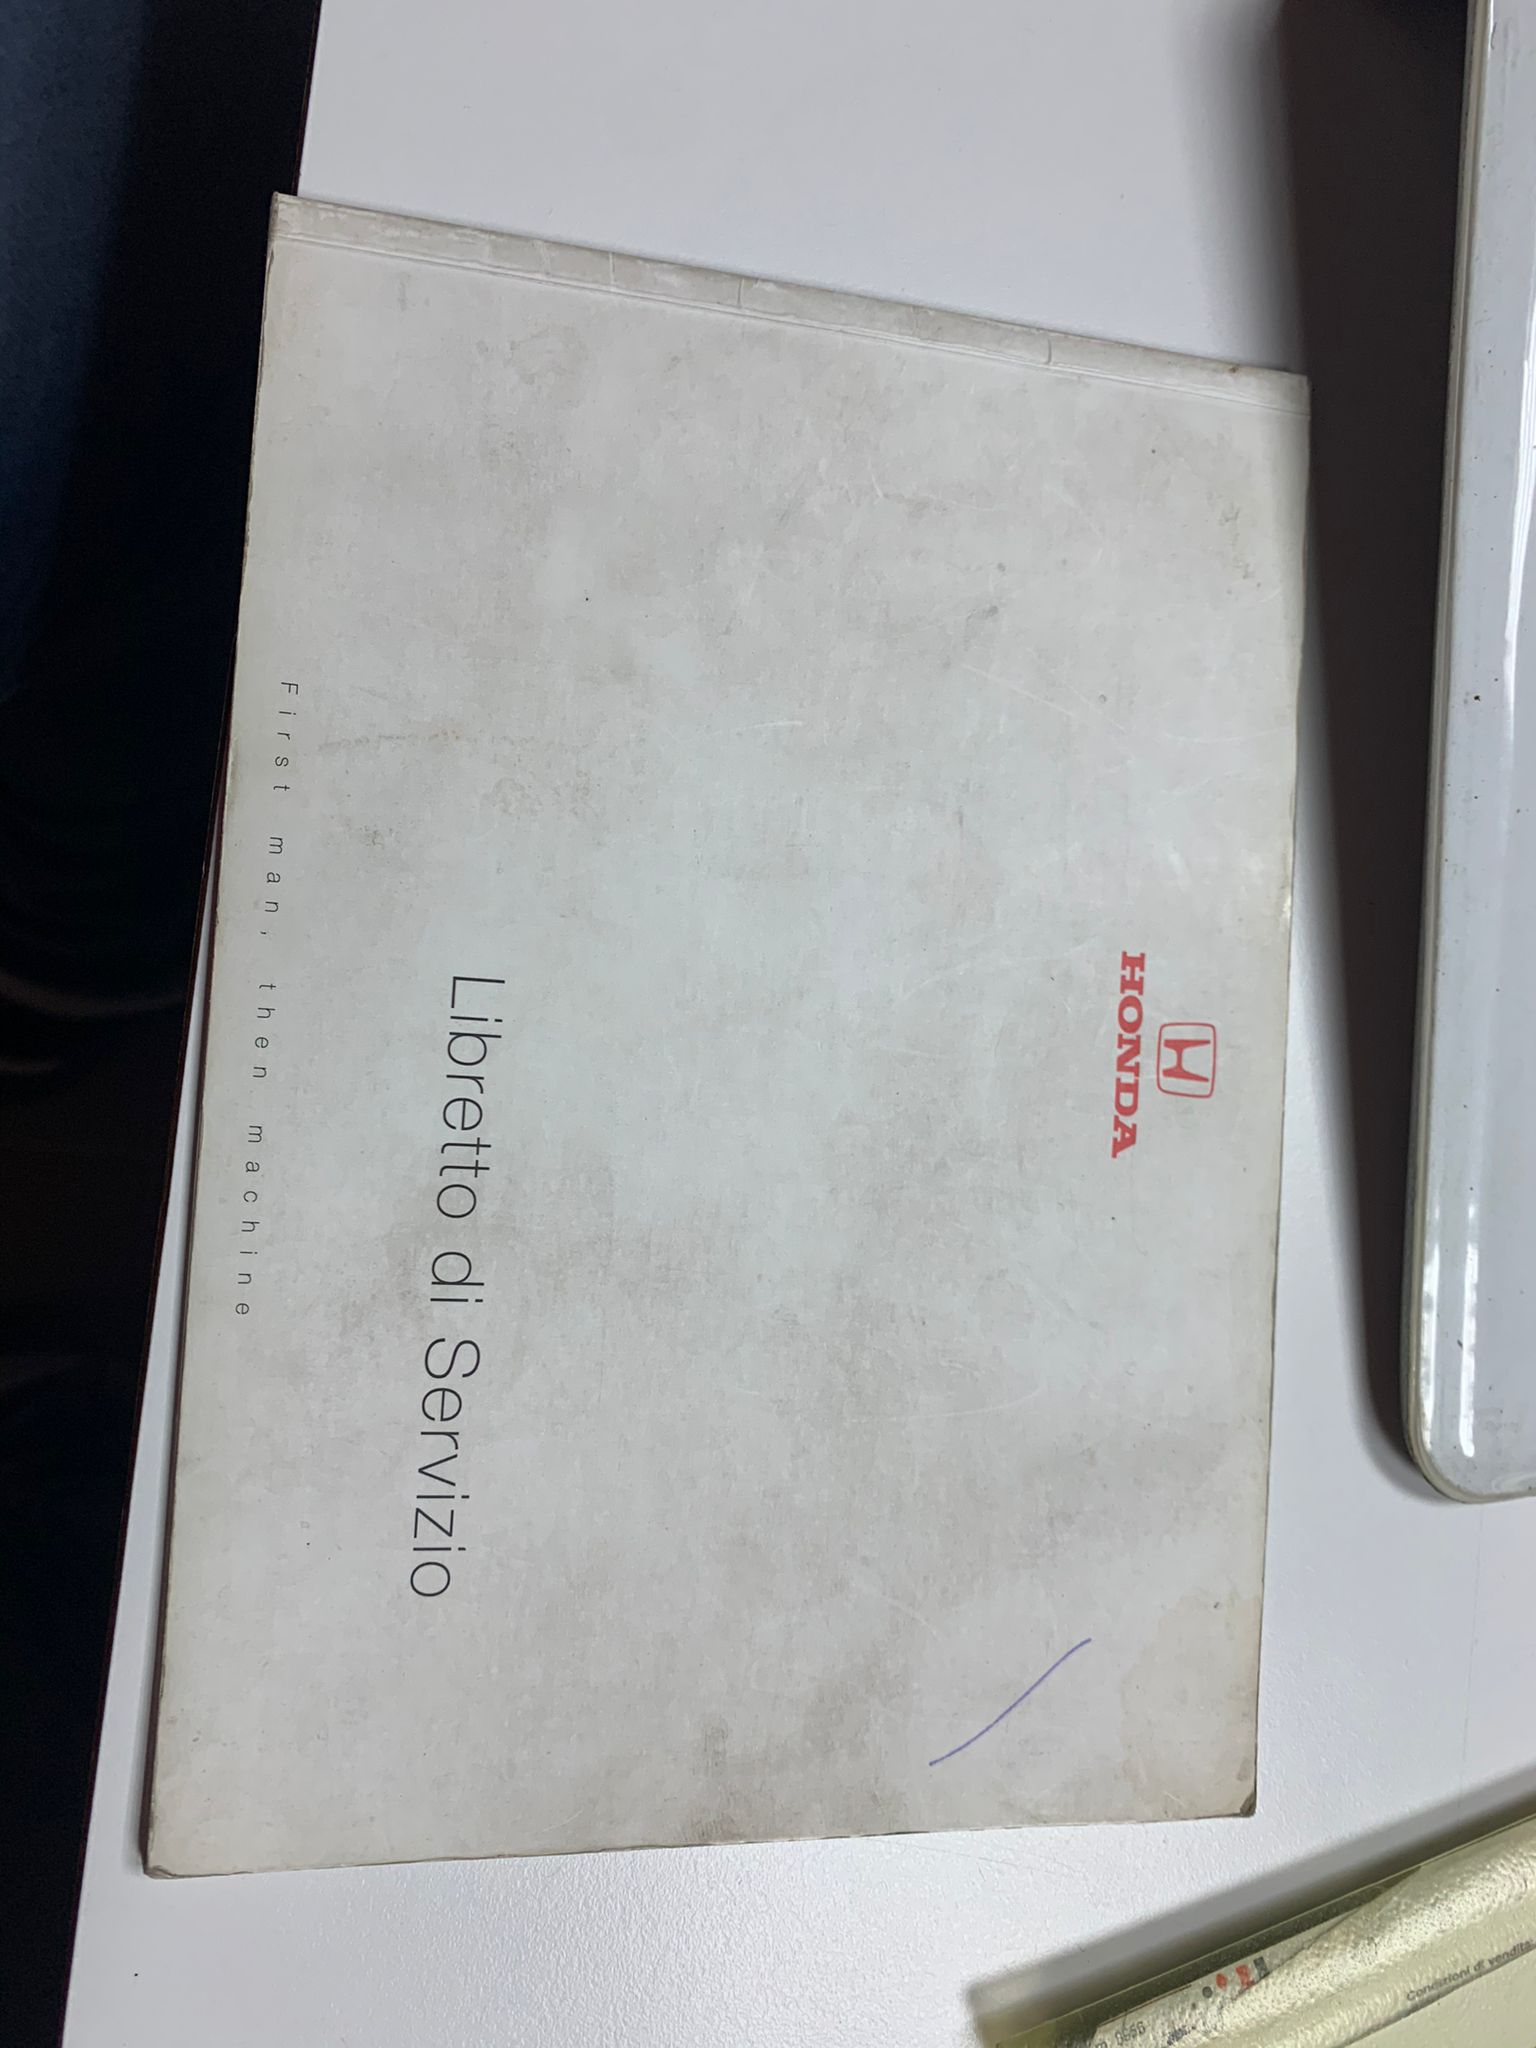 HONDA
Libretto di Servizio
First man, then machine
Condizioni di vendita: